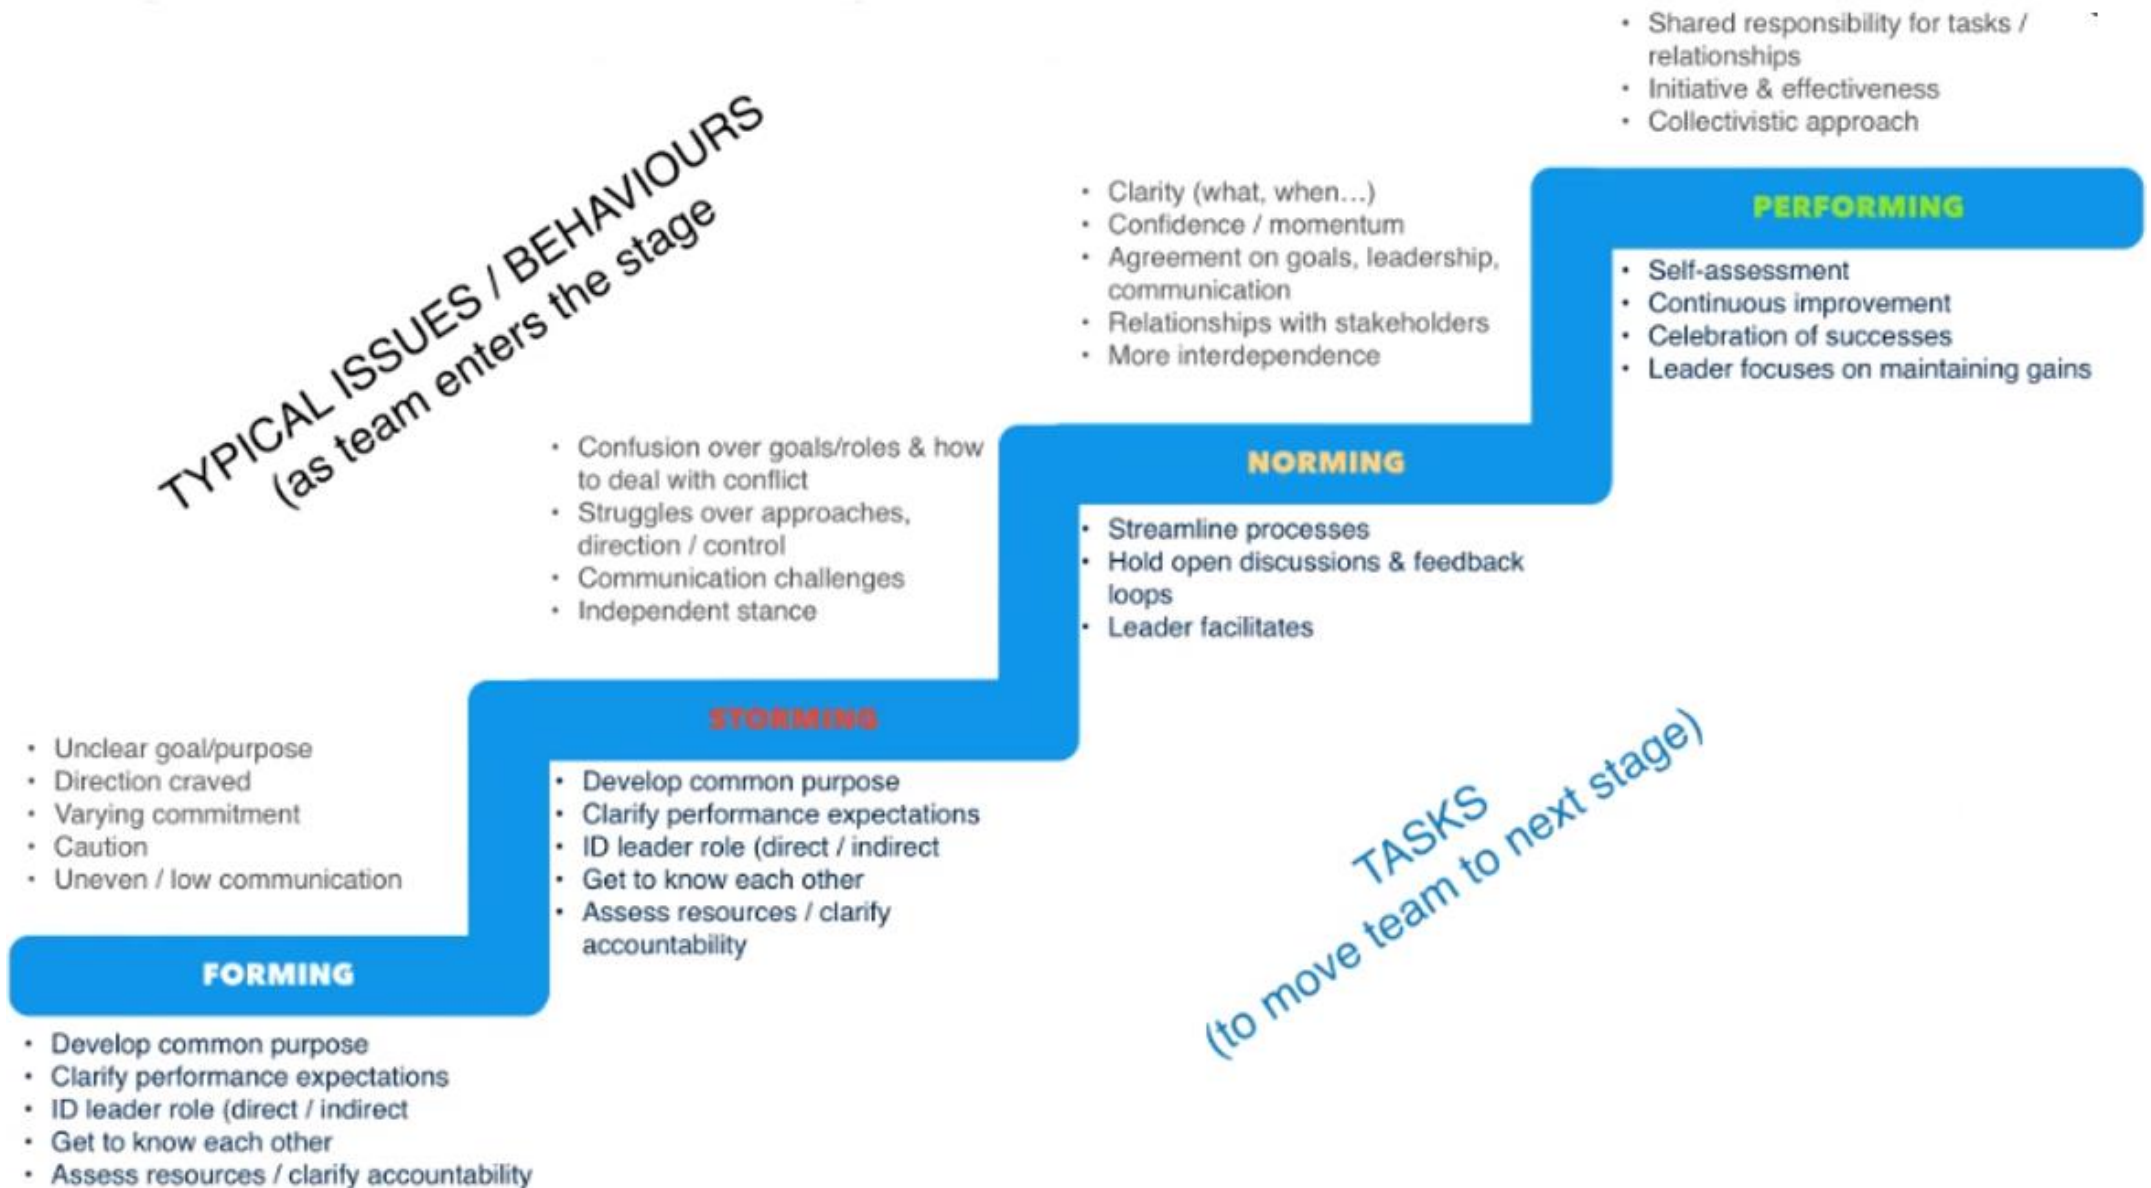 TYPICAL ISSUES / BEHAVIOURS
(as team enters the stage
• Unclear goal/purpose
• Direction craved
• Varying commitment
• Caution
• Uneven / low communication
FORMING
• Develop common purpose
• Clarify performance expectations
• ID leader role (direct / indirect
• Get to know each other
• Assess resources / clarify accountability
• Confusion over goals/roles & how
to deal with conflict
• Struggles over approaches,
direction / control
• Communication challenges
• Independent stance
STORMING
• Develop common purpose
• Clarify performance expectations
• ID leader role (direct / indirect
• Get to know each other
• Assess resources / clarify
accountability
• Clarity (what, when...)
• Confidence / momentum
• Agreement on goals, leadership,
communication
• Relationships with stakeholders
• More interdependence
NORMING
• Streamline processes
• Hold open discussions & feedback
loops
• Leader facilitates
• Shared responsibility for tasks /
relationships
• Initiative & effectiveness
• Collectivistic approach
PERFORMING
• Self-assessment
• Continuous improvement
• Celebration of successes
• Leader focuses on maintaining gains
TASKS
(to move team to next stage)